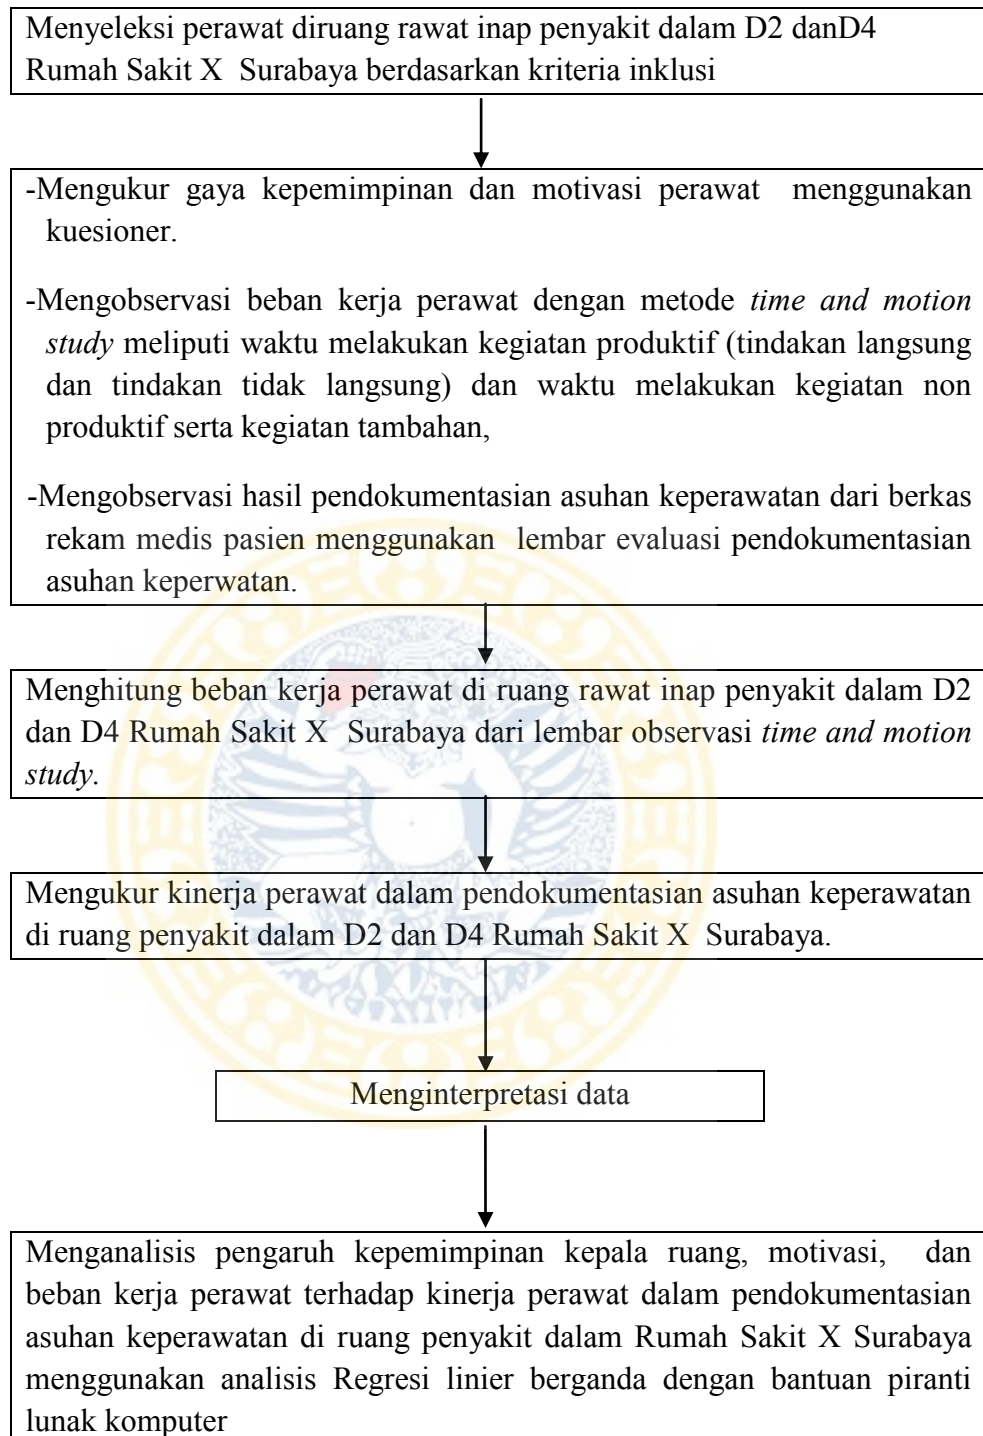 Menyeleksi perawat diruang rawat inap penyakit dalam D2 danD4
Rumah Sakit X Surabaya berdasarkan kriteria inklusi
-Mengukur gaya kepemimpinan dan motivasi perawat menggunakan
kuesioner.
-Mengobservasi beban kerja perawat dengan metode time and motion
study meliputi waktu melakukan kegiatan produktif (tindakan langsung
dan tindakan tidak langsung) dan waktu melakukan kegiatan non
produktif serta kegiatan tambahan,
-Mengobservasi hasil pendokumentasian asuhan keperawatan dari berkas
rekam medis pasien menggunakan lembar evaluasi pendokumentasian
asuhan keperwatan.
Menghitung beban kerja perawat di ruang rawat inap penyakit dalam D2
dan D4 Rumah Sakit X Surabaya dari lembar observasi time and motion
study.
Mengukur kinerja perawat dalam pendokumentasian asuhan keperawatan
di ruang penyakit dalam D2 dan D4 Rumah Sakit X Surabaya.
Menginterpretasi data
Menganalisis pengaruh kepemimpinan kepala ruang, motivasi, dan
beban kerja perawat terhadap kinerja perawat dalam pendokumentasian
asuhan keperawatan di ruang penyakit dalam Rumah Sakit X Surabaya
menggunakan analisis Regresi linier berganda dengan bantuan piranti
lunak komputer